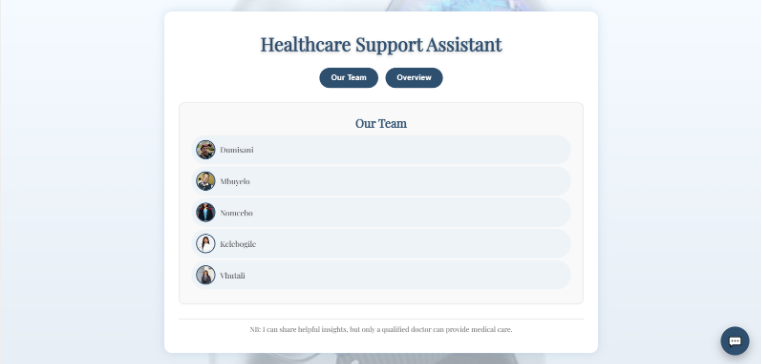 Healthcare Support Assistant
Our Team
Overview
Our Team
Dumisani
Mbuyelo
Nomcebo
Kelebogile
Vhutali
NB: I can share helpful insights, but only a qualified doctor can provide medical care.